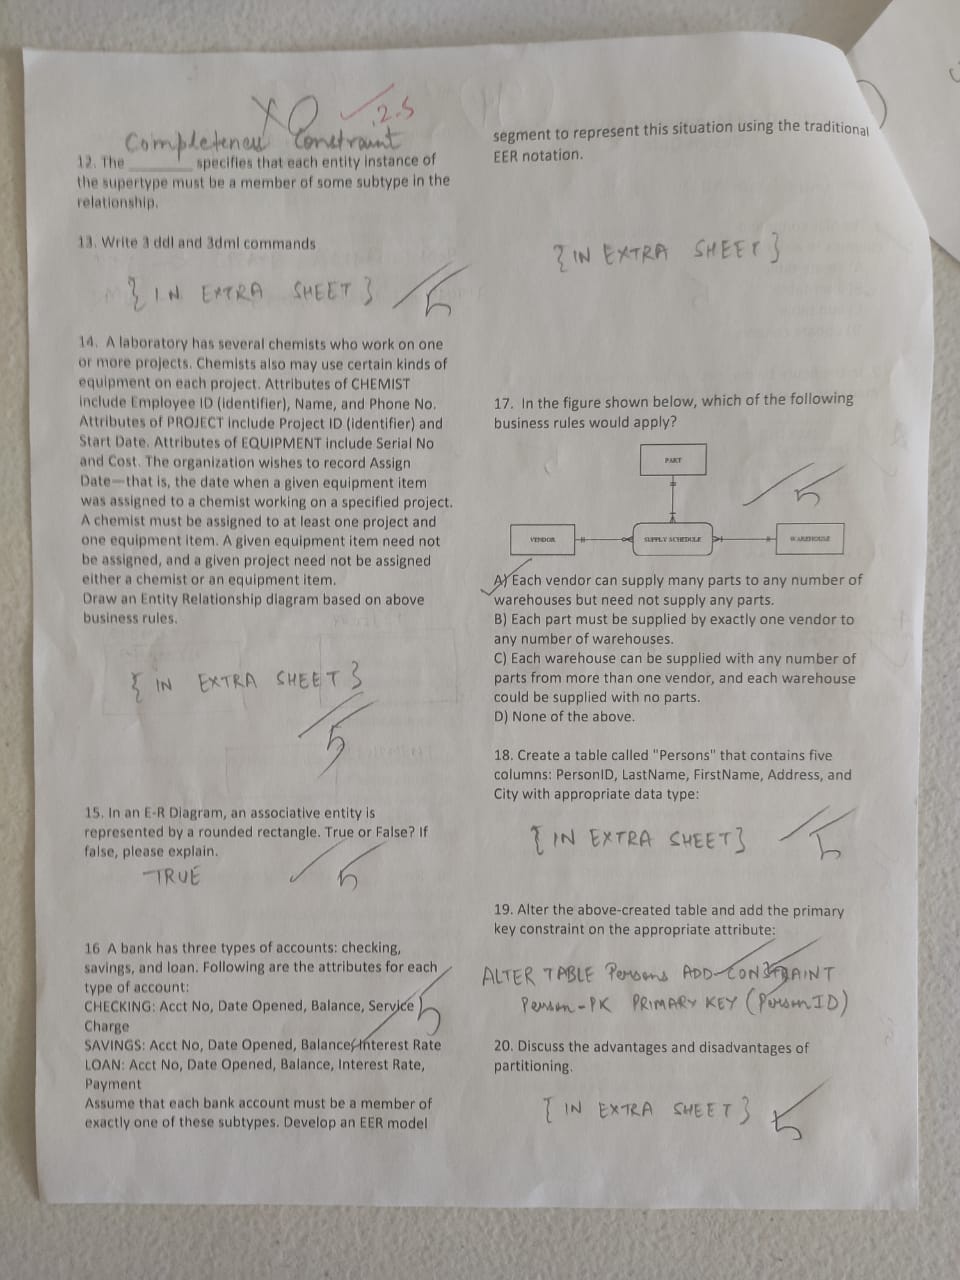 X0 2.5
Completeness Constraint
12. The ________ specifies that each entity instance of
the supertype must be a member of some subtype in the
relationship.
13. Write 3 ddl and 3dml commands
{ IN EXTRA SHEET } 5
14. A laboratory has several chemists who work on one
or more projects. Chemists also may use certain kinds of
equipment on each project. Attributes of CHEMIST
include Employee ID (identifier), Name, and Phone No.
Attributes of PROJECT include Project ID (identifier) and
Start Date. Attributes of EQUIPMENT include Serial No
and Cost. The organization wishes to record Assign
Date—that is, the date when a given equipment item
was assigned to a chemist working on a specified project.
A chemist must be assigned to at least one project and
one equipment item. A given equipment item need not
be assigned, and a given project need not be assigned
either a chemist or an equipment item.
Draw an Entity Relationship diagram based on above
business rules.
{ IN EXTRA SHEET }
5
15. In an E-R Diagram, an associative entity is
represented by a rounded rectangle. True or False? If
false, please explain.
TRUE 5
16 A bank has three types of accounts: checking,
savings, and loan. Following are the attributes for each
type of account:
CHECKING: Acct No, Date Opened, Balance, Service
Charge 5
SAVINGS: Acct No, Date Opened, Balance, Interest Rate
LOAN: Acct No, Date Opened, Balance, Interest Rate,
Payment
Assume that each bank account must be a member of
exactly one of these subtypes. Develop an EER model
segment to represent this situation using the traditional
EER notation.
{ IN EXTRA SHEET }
17. In the figure shown below, which of the following
business rules would apply?
PART
5
VENDOR SUPPLY SCHEDULE WAREHOUSE
A) Each vendor can supply many parts to any number of
warehouses but need not supply any parts.
B) Each part must be supplied by exactly one vendor to
any number of warehouses.
C) Each warehouse can be supplied with any number of
parts from more than one vendor, and each warehouse
could be supplied with no parts.
D) None of the above.
18. Create a table called "Persons" that contains five
columns: PersonID, LastName, FirstName, Address, and
City with appropriate data type:
{ IN EXTRA SHEET } 5
19. Alter the above-created table and add the primary
key constraint on the appropriate attribute:
ALTER TABLE Persons ADD CONSTRAINT
Person-PK PRIMARY KEY (PersonID)
20. Discuss the advantages and disadvantages of
partitioning.
{ IN EXTRA SHEET } 5